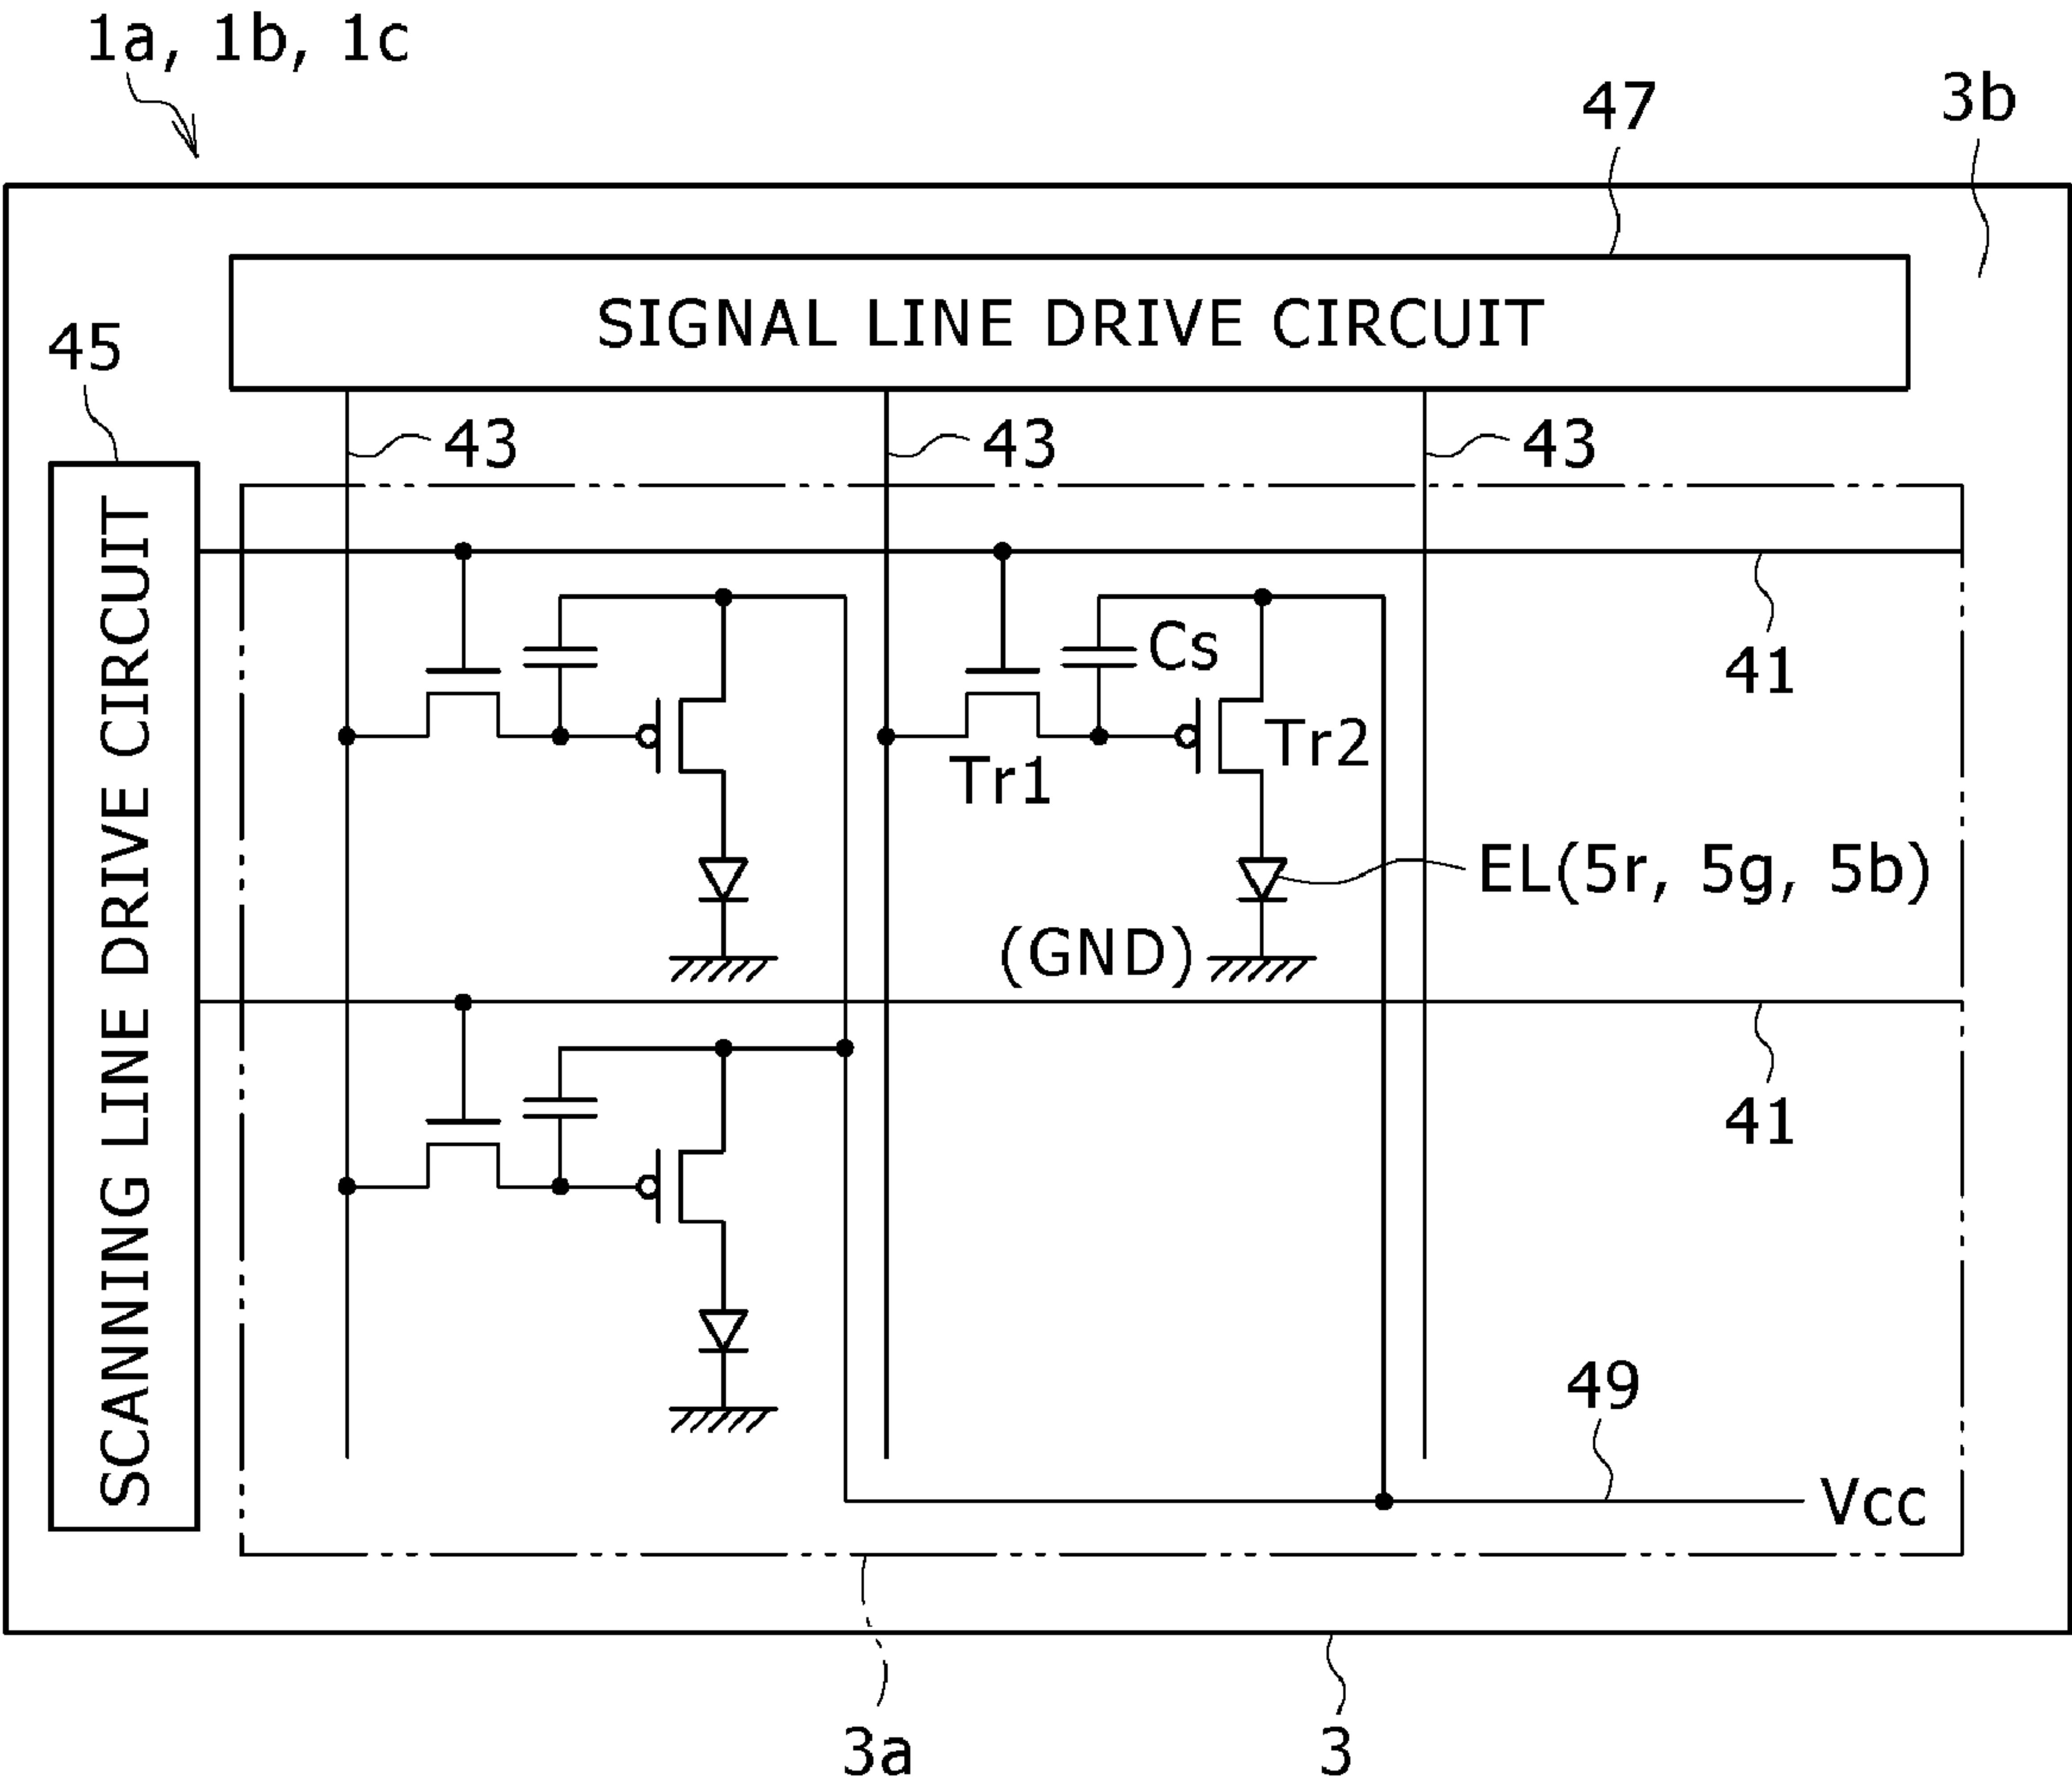 1a, 1b, 1c
47
3b
SIGNAL LINE DRIVE CIRCUIT
45
43
43
43
SCANNING LINE DRIVE CIRCUIT
Cs
41
Tr1
Tr2
EL(5r, 5g, 5b)
(GND)
41
49
Vcc
3a
3